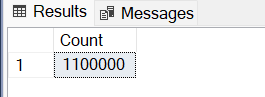 Results Messages
Count
1 1100000